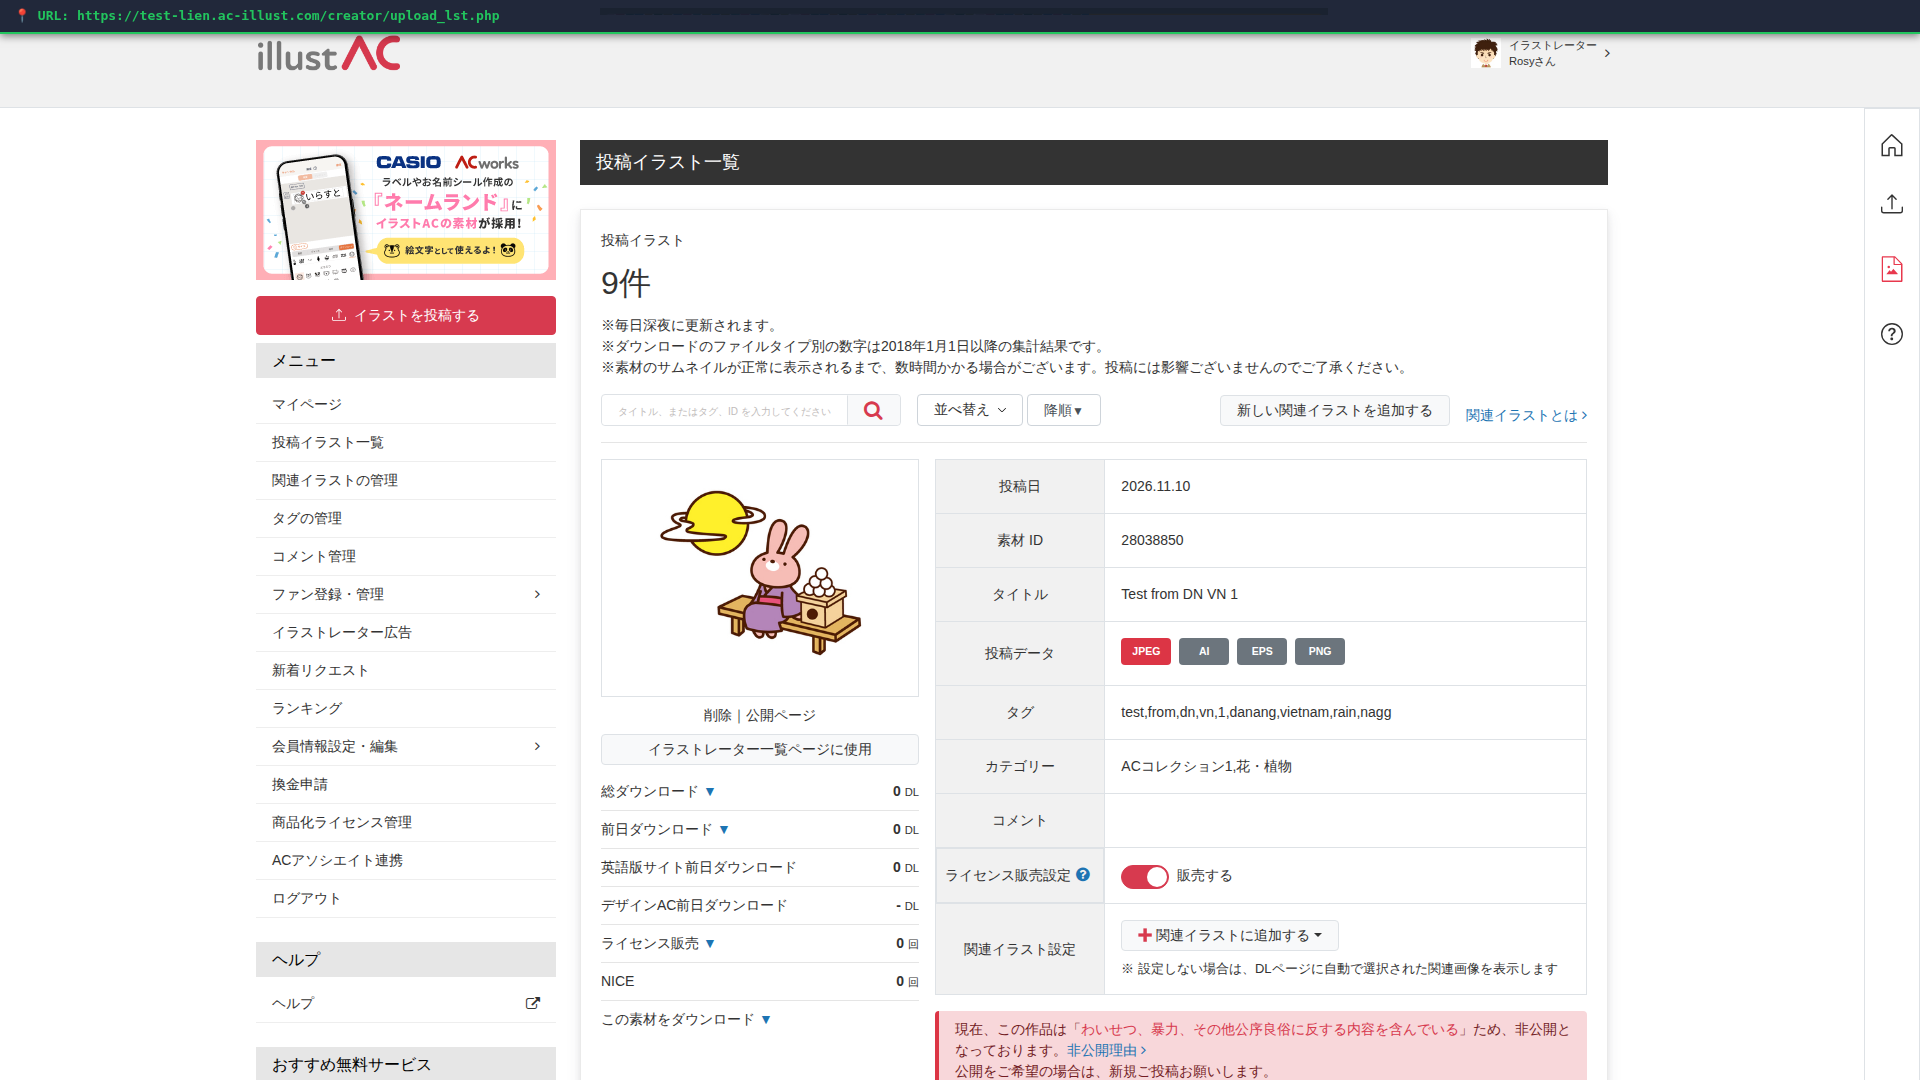 📍 URL: https://test-lien.ac-illust.com/creator/upload_lst.php
illustAC
イラストレーター
Rosyさん
CASIO ACworks
ラベルやお名前シール作成の
『ネームランド』に
イラストACの素材が採用!
絵文字として使えるよ!
いらすと
イラストを投稿する
メニュー
マイページ
投稿イラスト一覧
関連イラストの管理
タグの管理
コメント管理
ファン登録・管理
イラストレーター広告
新着リクエスト
ランキング
会員情報設定・編集
換金申請
商品化ライセンス管理
ACアソシエイト連携
ログアウト
ヘルプ
ヘルプ
おすすめ無料サービス
投稿イラスト一覧
投稿イラスト
9件
※毎日深夜に更新されます。
※ダウンロードのファイルタイプ別の数字は2018年1月1日以降の集計結果です。
※素材のサムネイルが正常に表示されるまで、数時間かかる場合がございます。投稿には影響ございませんのでご了承ください。
タイトル、またはタグ、ID を入力してください
並べ替え
降順▼
新しい関連イラストを追加する
関連イラストとは
削除｜公開ページ
イラストレーター一覧ページに使用
総ダウンロード ▼ 0 DL
前日ダウンロード ▼ 0 DL
英語版サイト前日ダウンロード 0 DL
デザインAC前日ダウンロード - DL
ライセンス販売 ▼ 0 回
NICE 0 回
この素材をダウンロード ▼
投稿日 2026.11.10
素材 ID 28038850
タイトル Test from DN VN 1
投稿データ JPEG AI EPS PNG
タグ test,from,dn,vn,1,danang,vietnam,rain,nagg
カテゴリー ACコレクション1,花・植物
コメント
ライセンス販売設定 ? 販売する
関連イラスト設定 関連イラストに追加する
※ 設定しない場合は、DLページに自動で選択された関連画像を表示します
現在、この作品は「わいせつ、暴力、その他公序良俗に反する内容を含んでいる」ため、非公開と
なっております。非公開理由
公開をご希望の場合は、新規ご投稿お願いします。